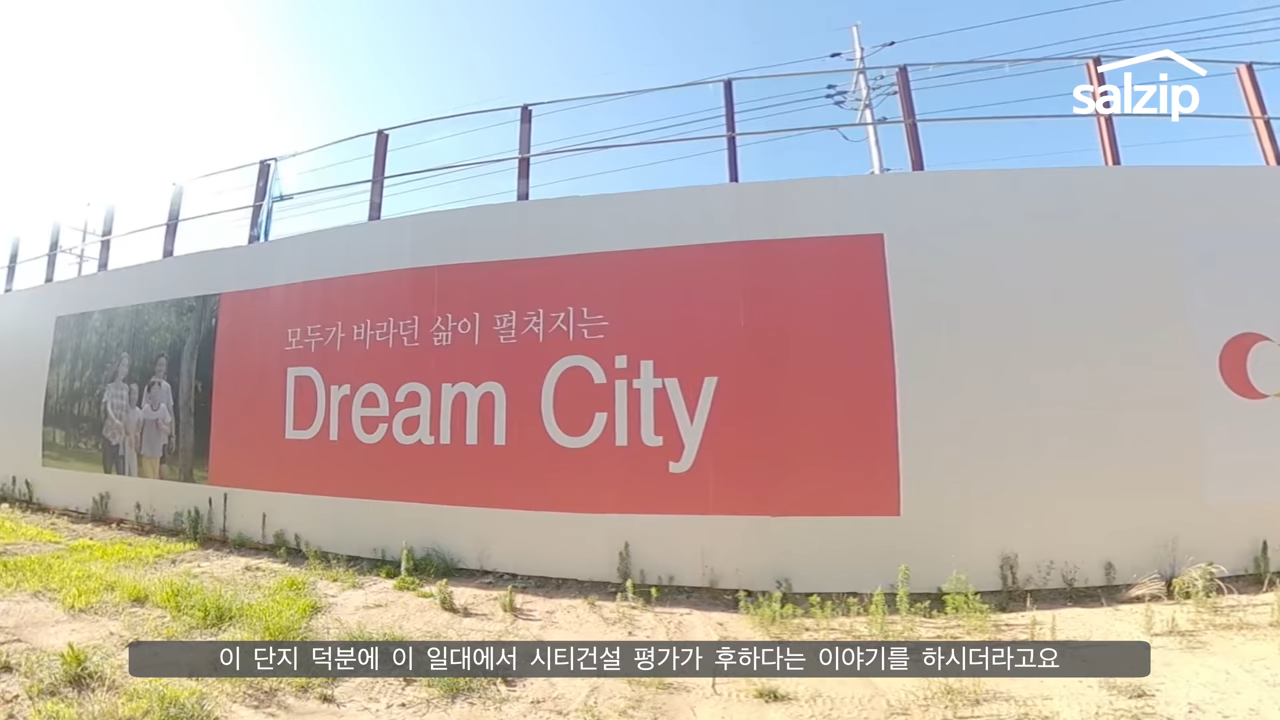 salzip
모두가 바라던 삶이 펼쳐지는
Dream City
이 단지 덕분에 이 일대에서 시티건설 평가가 후하다는 이야기를 하시더라고요